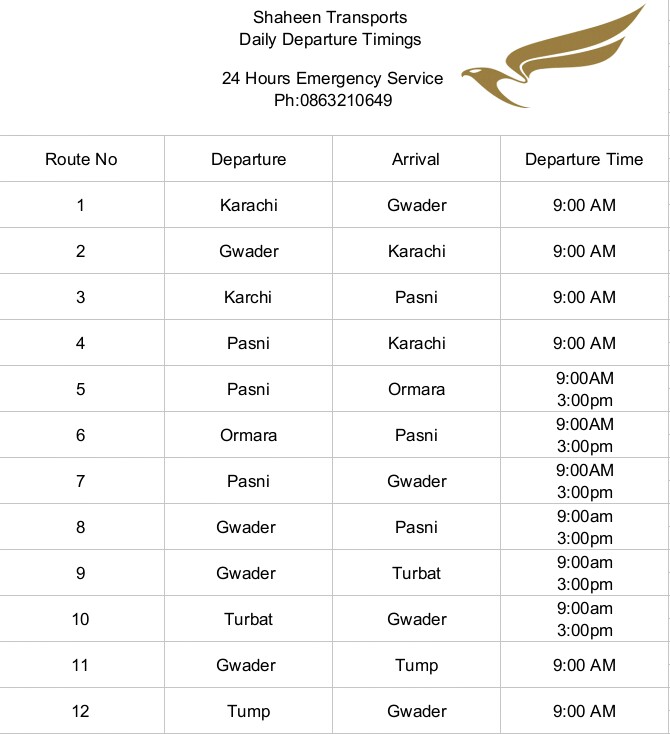 Shaheen Transports
Daily Departure Timings
24 Hours Emergency Service
Ph:0863210649
Route No Departure Arrival Departure Time
1 Karachi Gwader 9:00 AM
2 Gwader Karachi 9:00 AM
3 Karchi Pasni 9:00 AM
4 Pasni Karachi 9:00 AM
5 Pasni Ormara 9:00AM
3:00pm
6 Ormara Pasni 9:00AM
3:00pm
7 Pasni Gwader 9:00AM
3:00pm
8 Gwader Pasni 9:00am
3:00pm
9 Gwader Turbat 9:00am
3:00pm
10 Turbat Gwader 9:00am
3:00pm
11 Gwader Tump 9:00 AM
12 Tump Gwader 9:00 AM